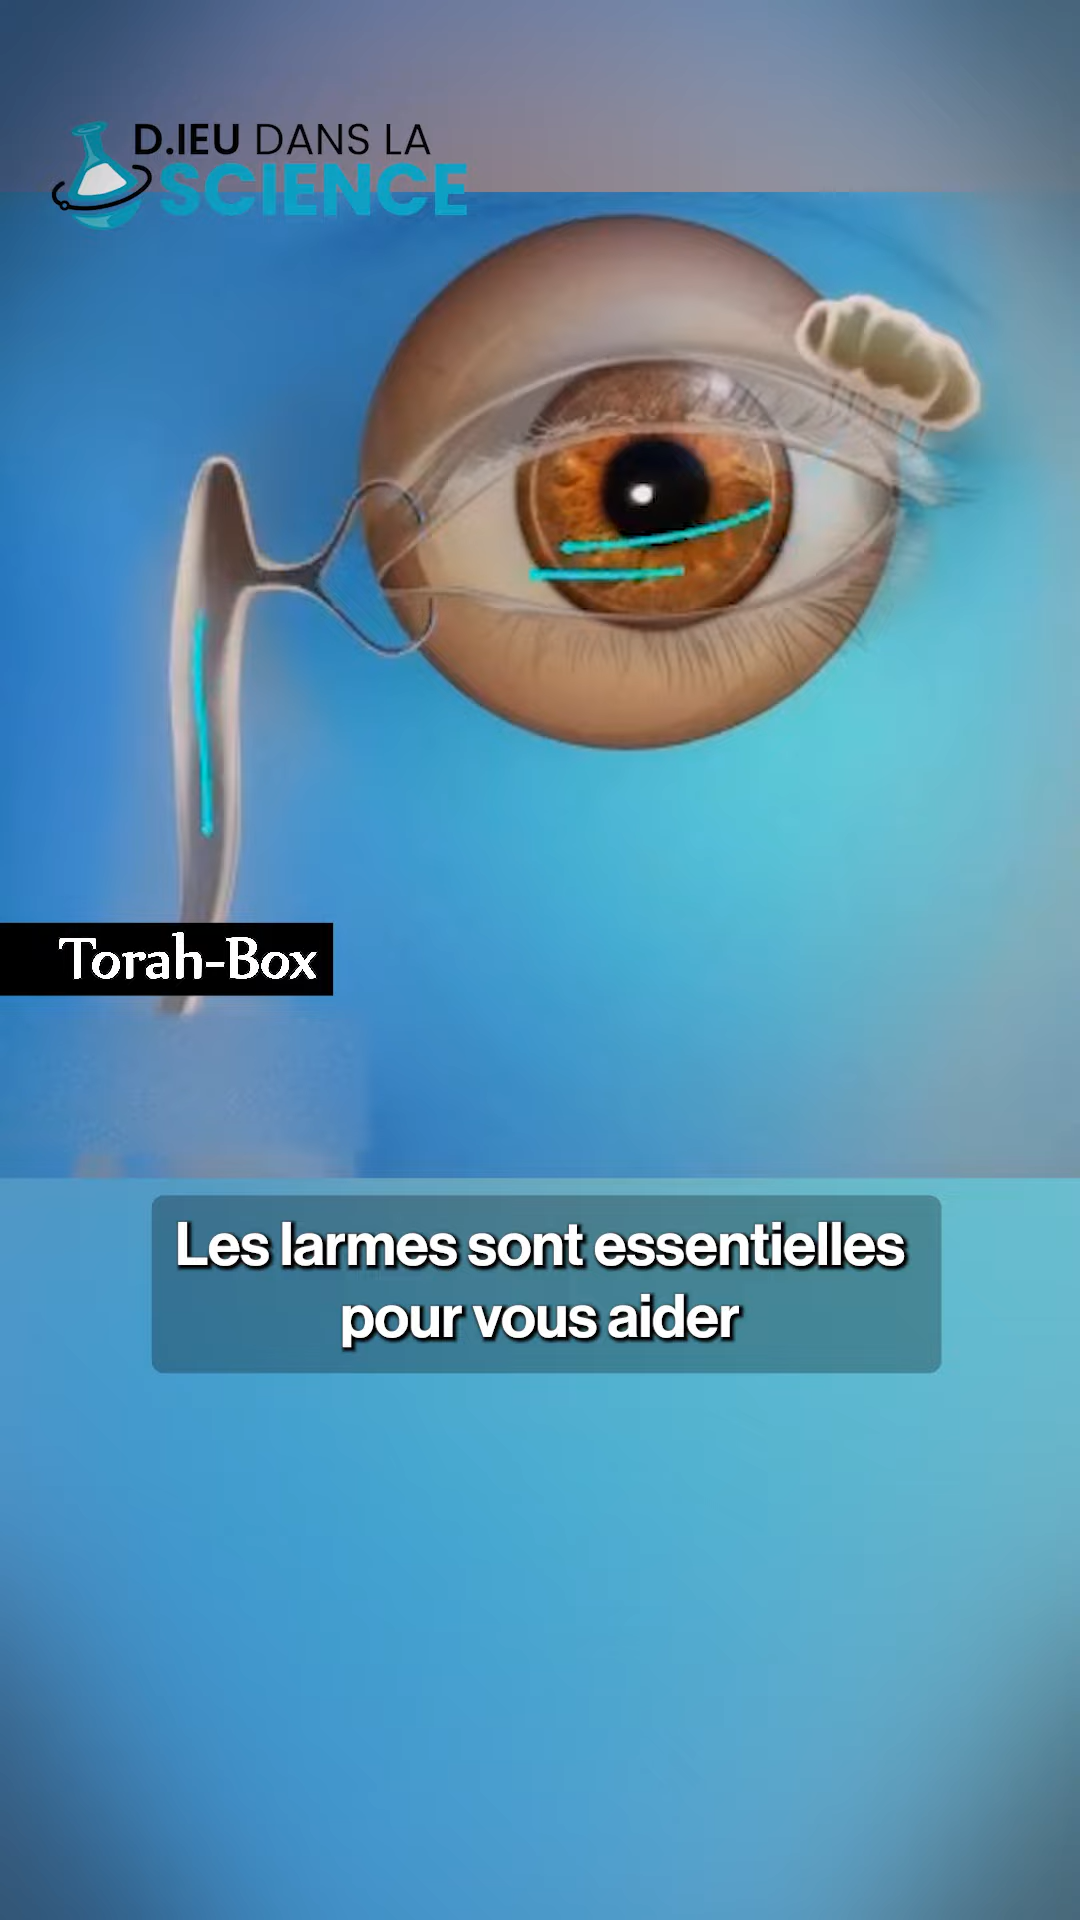 D.IEU DANS LA
SCIENCE
Torah-Box
Les larmes sont essentielles
pour vous aider